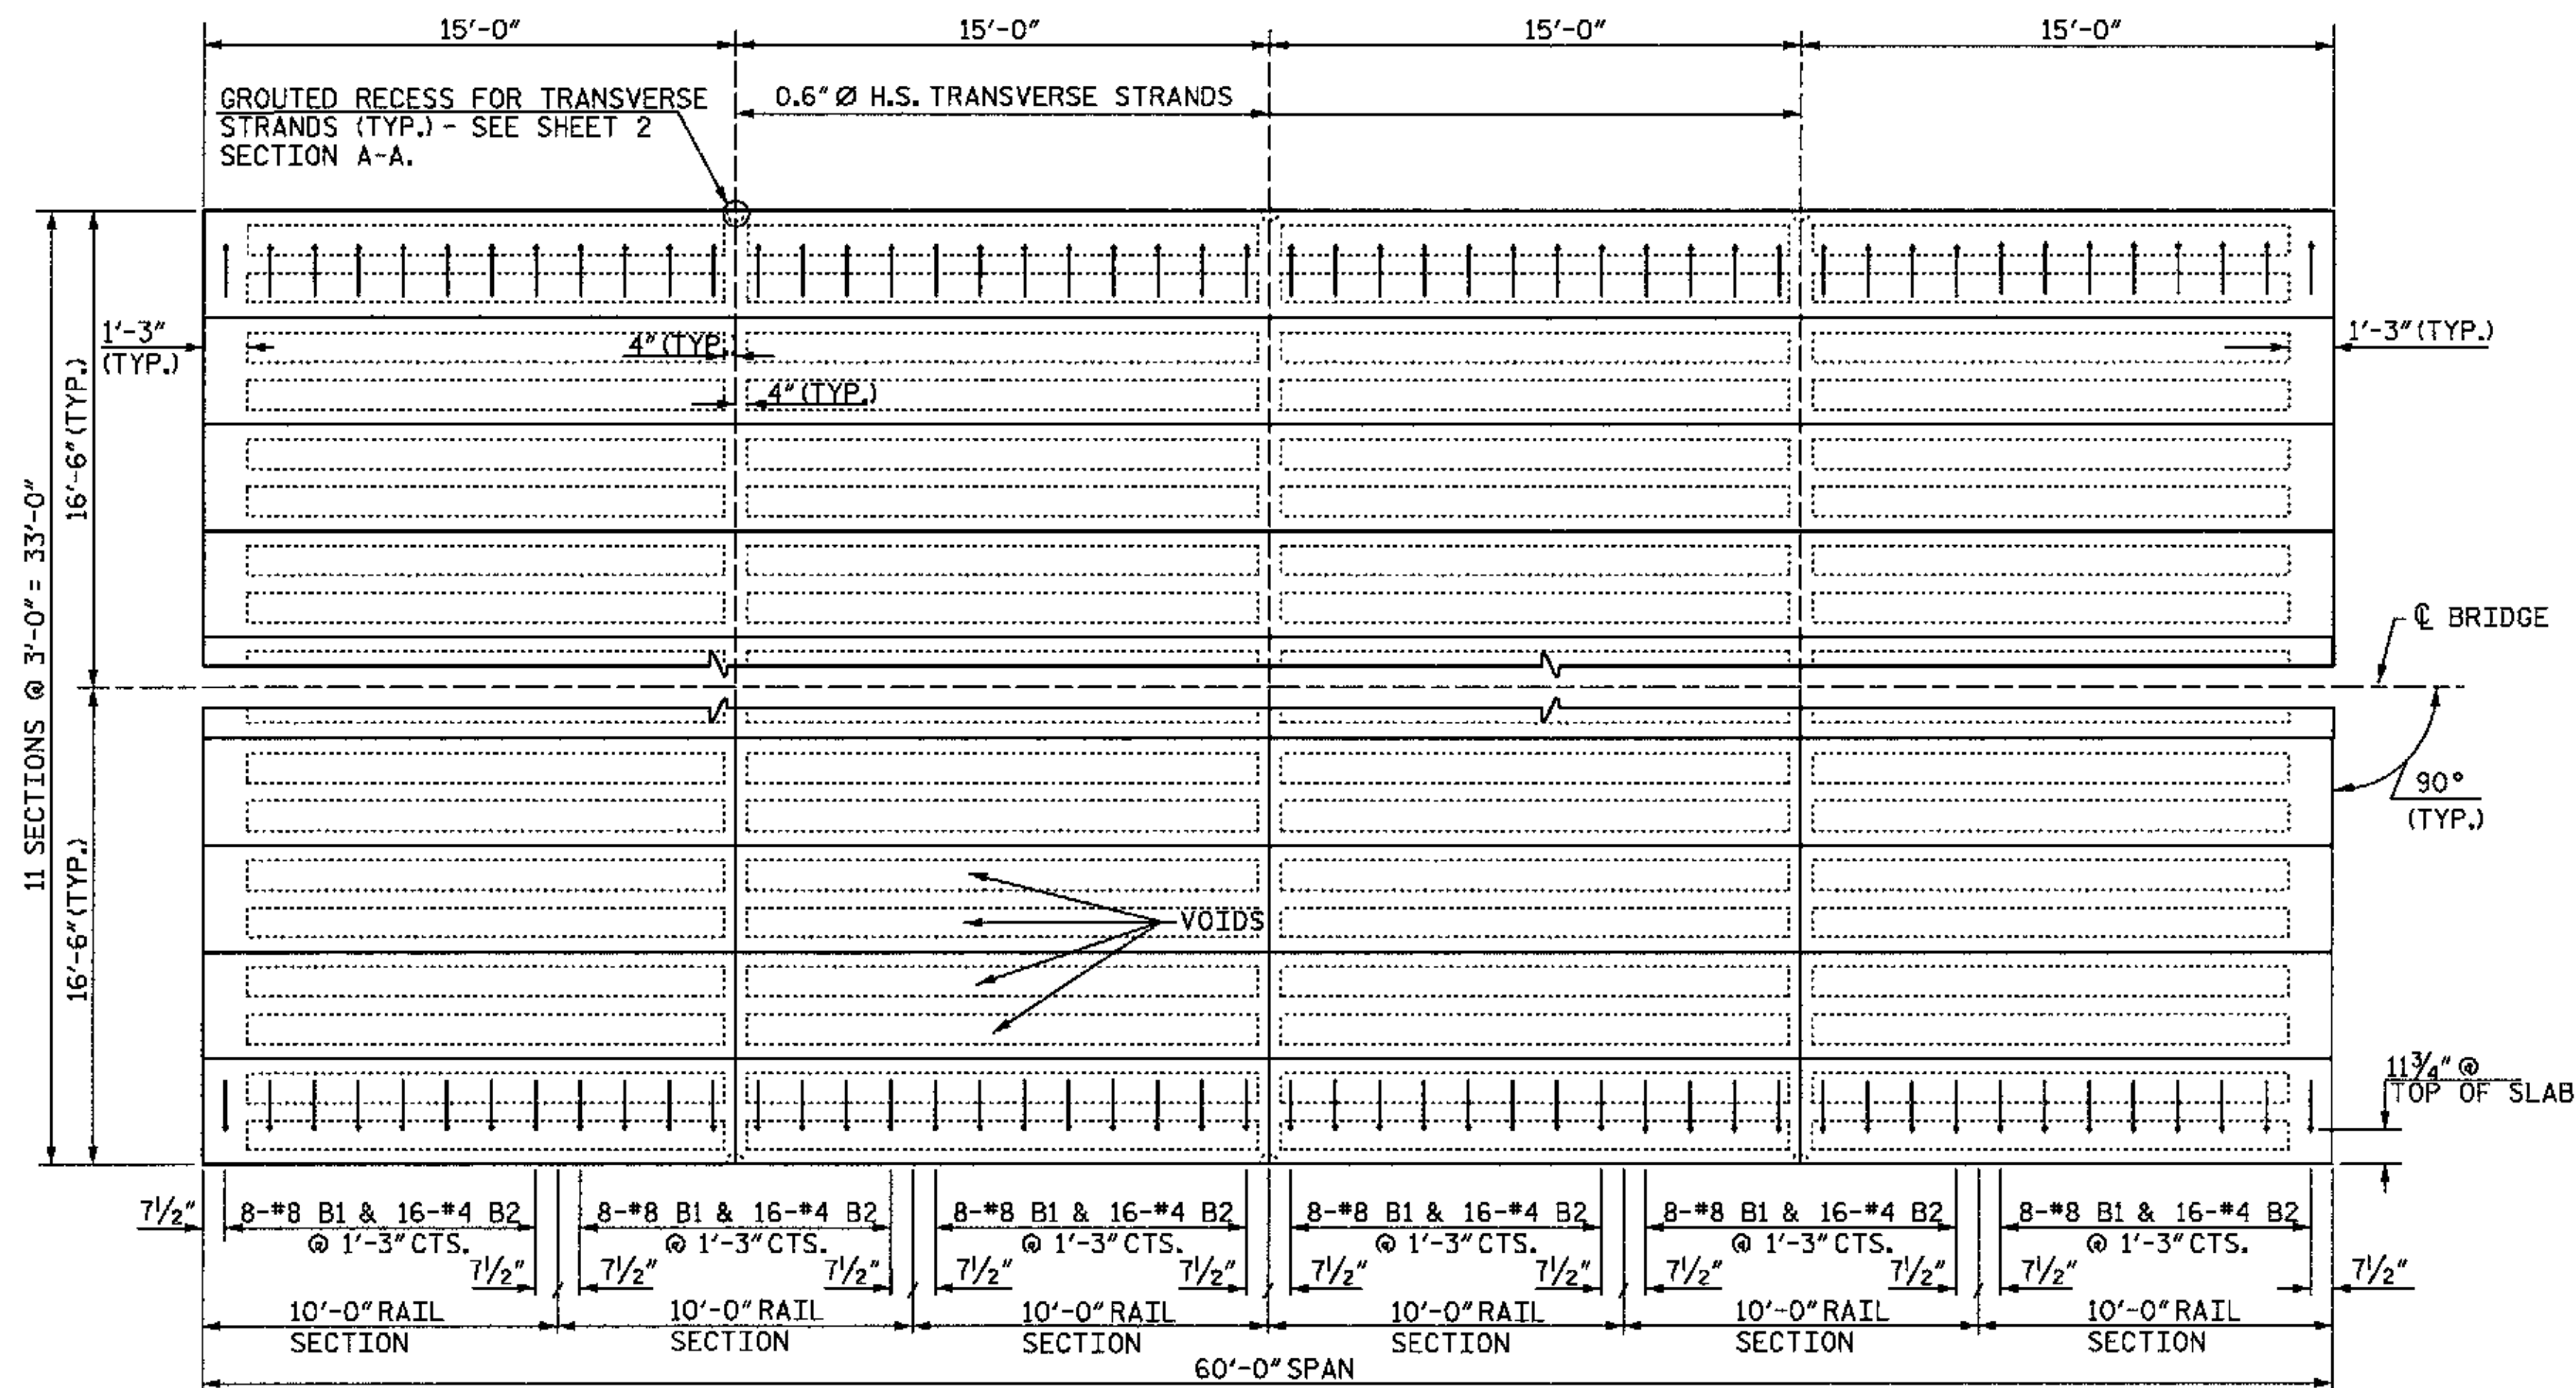 15'-0" 15'-0" 15'-0" 15'-0"
GROUTED RECESS FOR TRANSVERSE
STRANDS (TYP.) - SEE SHEET 2
SECTION A-A.
0.6" Ø H.S. TRANSVERSE STRANDS
1'-3"
(TYP.)
4" (TYP.)
4" (TYP.)
1'-3" (TYP.)
11 SECTIONS @ 3'-0" = 33'-0"
16'-6" (TYP.)
16'-6" (TYP.)
℄ BRIDGE
90°
(TYP.)
VOIDS
11¾" @
TOP OF SLAB
7½"
8-#8 B1 & 16-#4 B2 8-#8 B1 & 16-#4 B2 8-#8 B1 & 16-#4 B2 8-#8 B1 & 16-#4 B2 8-#8 B1 & 16-#4 B2 8-#8 B1 & 16-#4 B2
@ 1'-3" CTS. @ 1'-3" CTS. @ 1'-3" CTS. @ 1'-3" CTS. @ 1'-3" CTS. @ 1'-3" CTS.
7½" 7½" 7½" 7½" 7½" 7½" 7½" 7½" 7½" 7½" 7½"
10'-0" RAIL 10'-0" RAIL 10'-0" RAIL 10'-0" RAIL 10'-0" RAIL 10'-0" RAIL
SECTION SECTION SECTION SECTION SECTION SECTION
60'-0" SPAN